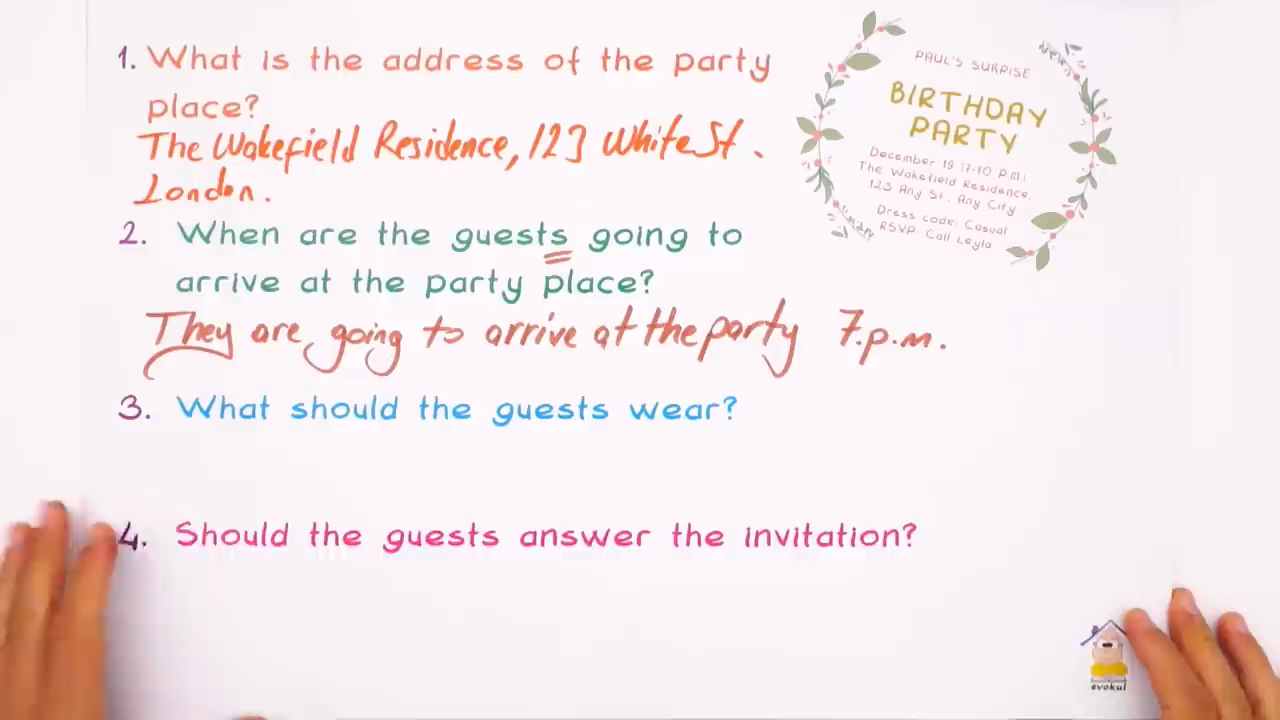 1. What is the address of the party
place?
The Wakefield Residence, 123 White St.
London.
2. When are the guests going to
arrive at the party place?
They are going to arrive at the party 7.p.m.
3. What should the guests wear?
4. Should the guests answer the invitation?
PAUL'S SURPRISE
BIRTHDAY
PARTY
December 18 (7-10 P.M.)
The Wakefield Residence,
123 Any St., Any City
Dress code: Casual
RSVP: Call Leyla
evokul